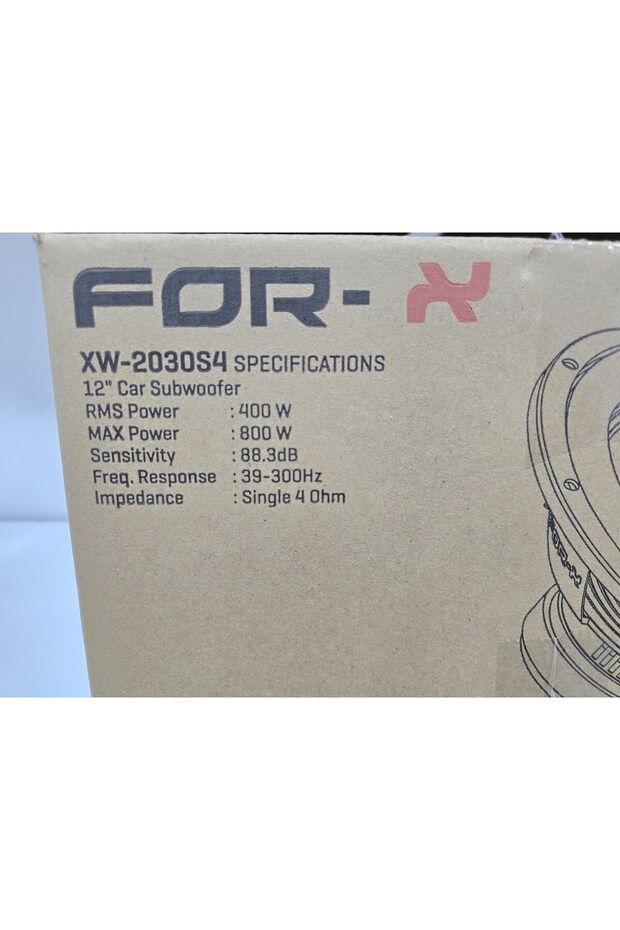 FOR-X
XW-2030S4 SPECIFICATIONS
12" Car Subwoofer
RMS Power : 400 W
MAX Power : 800 W
Sensitivity : 88.3dB
Freq. Response : 39-300Hz
Impedance : Single 4 Ohm
FOR-X